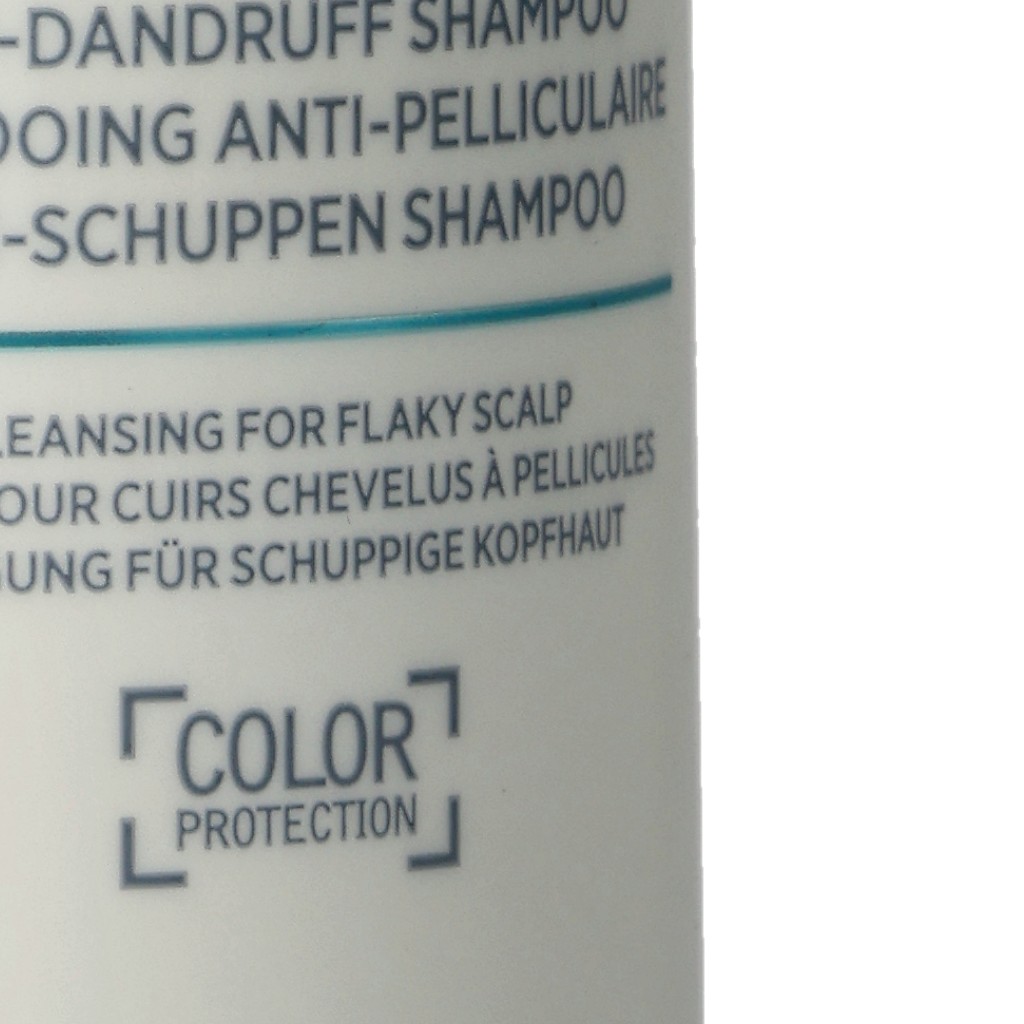 -DANDRUFF SHAMPOO
OOING ANTI-PELLICULAIRE
-SCHUPPEN SHAMPOO
LEANSING FOR FLAKY SCALP
OUR CUIRS CHEVELUS À PELLICULES
GUNG FÜR SCHUPPIGE KOPFHAUT
COLOR
PROTECTION